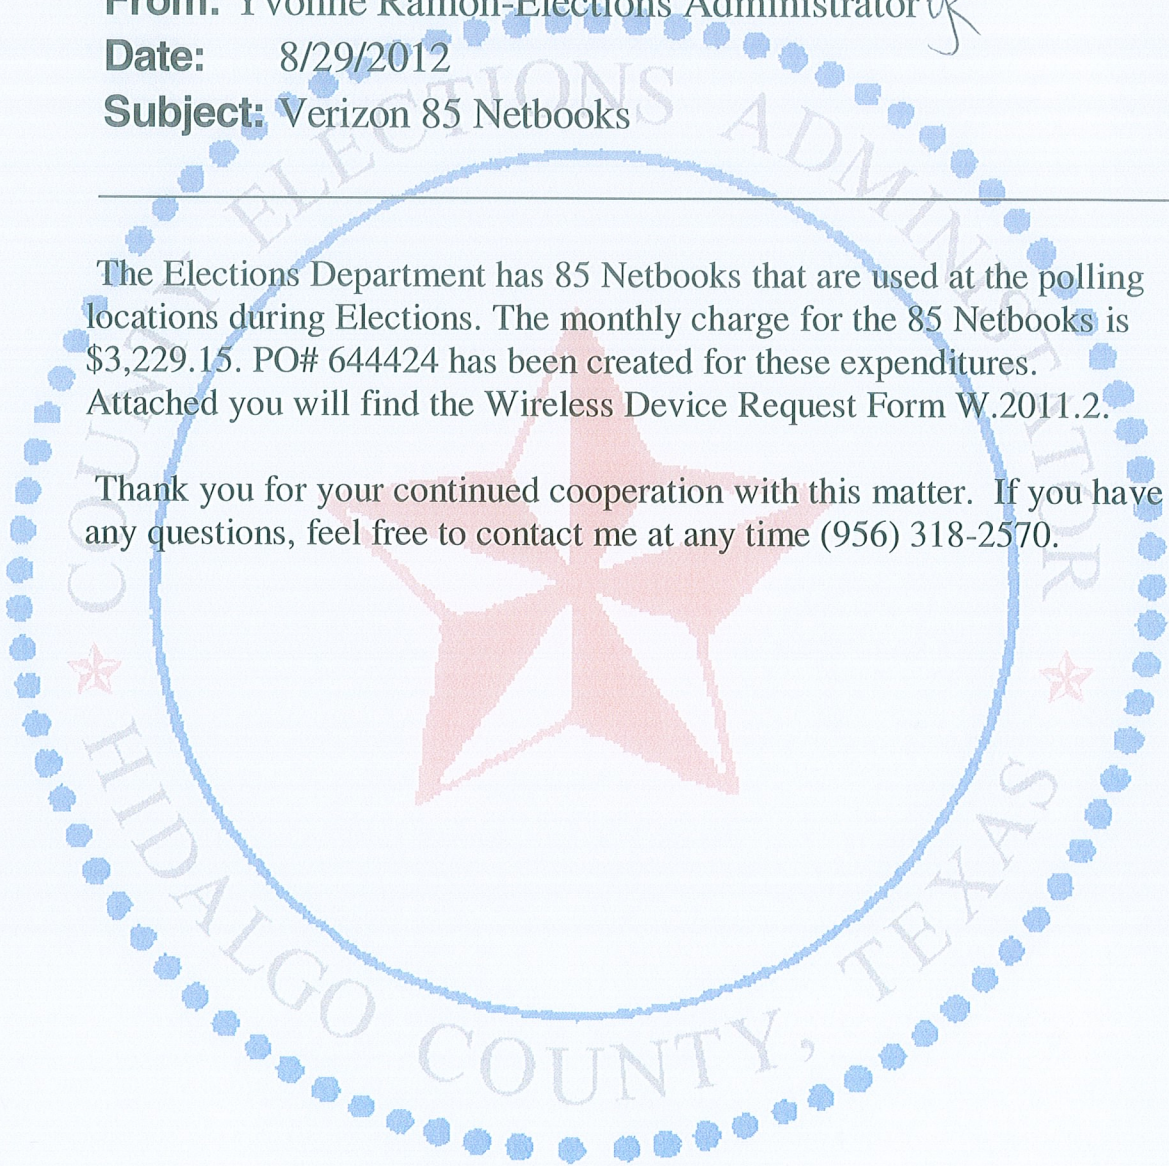 From: Yvonne Ramon-Elections Administrator
Date: 8/29/2012
Subject: Verizon 85 Netbooks
The Elections Department has 85 Netbooks that are used at the polling
locations during Elections. The monthly charge for the 85 Netbooks is
$3,229.15. PO# 644424 has been created for these expenditures.
Attached you will find the Wireless Device Request Form W.2011.2.
Thank you for your continued cooperation with this matter. If you have
any questions, feel free to contact me at any time (956) 318-2570.
COUNTY ELECTIONS ADMINISTRATOR
HIDALGO COUNTY, TEXAS